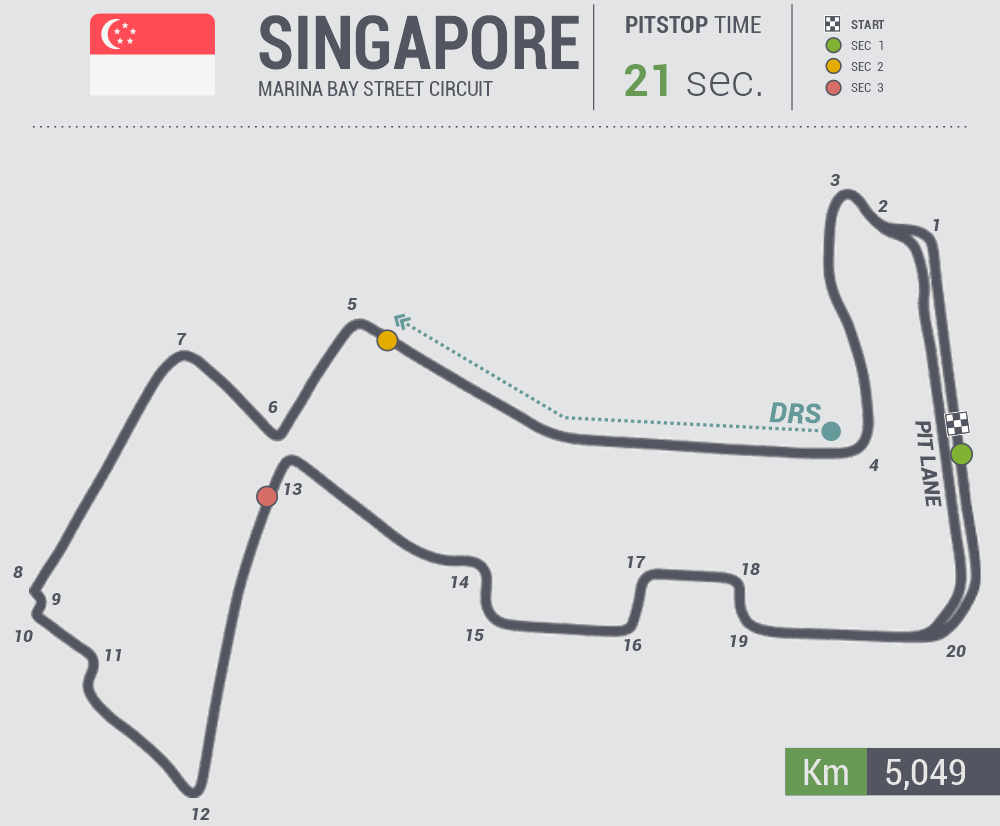 SINGAPORE
MARINA BAY STREET CIRCUIT
PITSTOP TIME
21 sec.
START
SEC 1
SEC 2
SEC 3
3
2
1
5
7
6
DRS
PIT LANE
4
13
8
9
10
11
14
15
17
18
16
19
20
12
Km 5,049